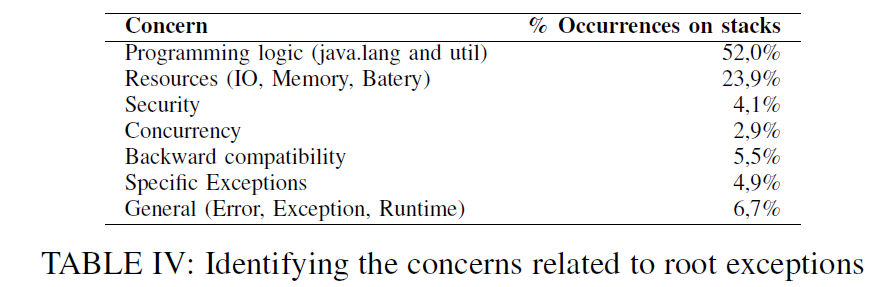 Concern % Occurrences on stacks
Programming logic (java.lang and util) 52,0%
Resources (IO, Memory, Batery) 23,9%
Security 4,1%
Concurrency 2,9%
Backward compatibility 5,5%
Specific Exceptions 4,9%
General (Error, Exception, Runtime) 6,7%
TABLE IV: Identifying the concerns related to root exceptions